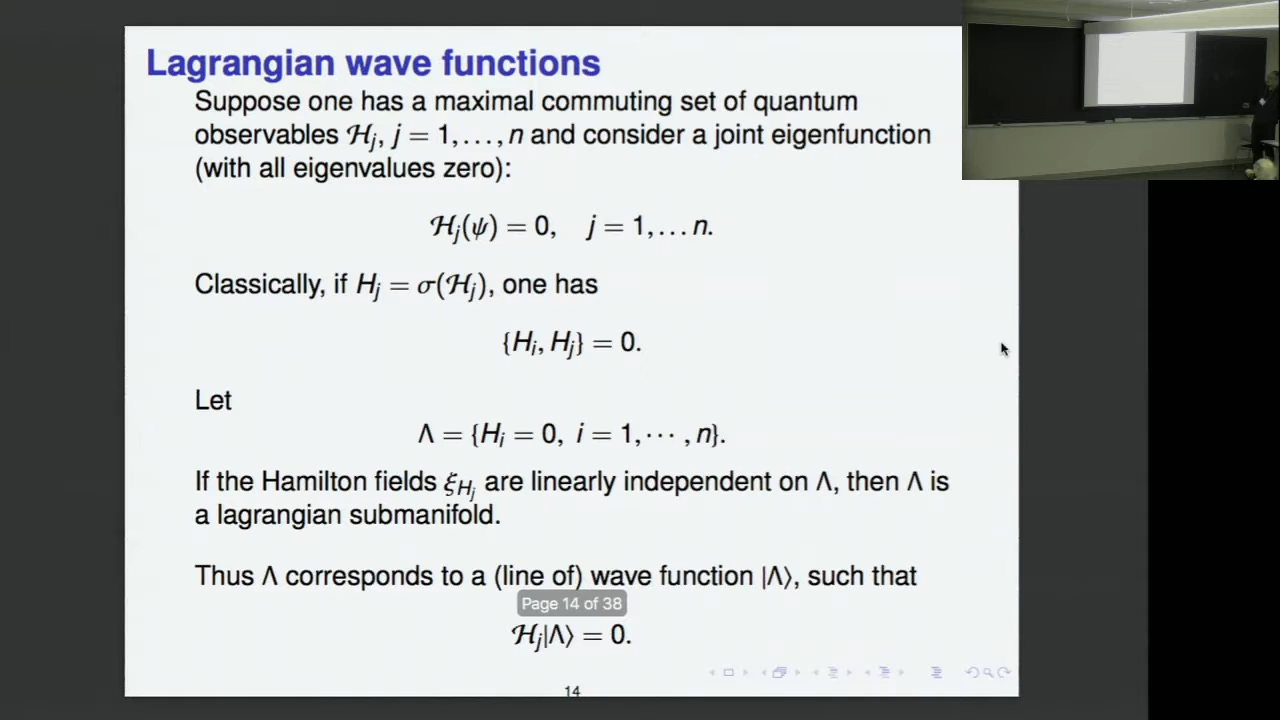 Lagrangian wave functions
Suppose one has a maximal commuting set of quantum
observables ℋj, j = 1,…,n and consider a joint eigenfunction
(with all eigenvalues zero):
ℋj(ψ) = 0, j = 1,…n.
Classically, if Hj = σ(ℋj), one has
{Hi, Hj} = 0.
Let
Λ = {Hi = 0, i = 1,⋯,n}.
If the Hamilton fields ξHj are linearly independent on Λ, then Λ is
a lagrangian submanifold.
Thus Λ corresponds to a (line of) wave function |Λ⟩, such that
Page 14 of 38
ℋj|Λ⟩ = 0.
14